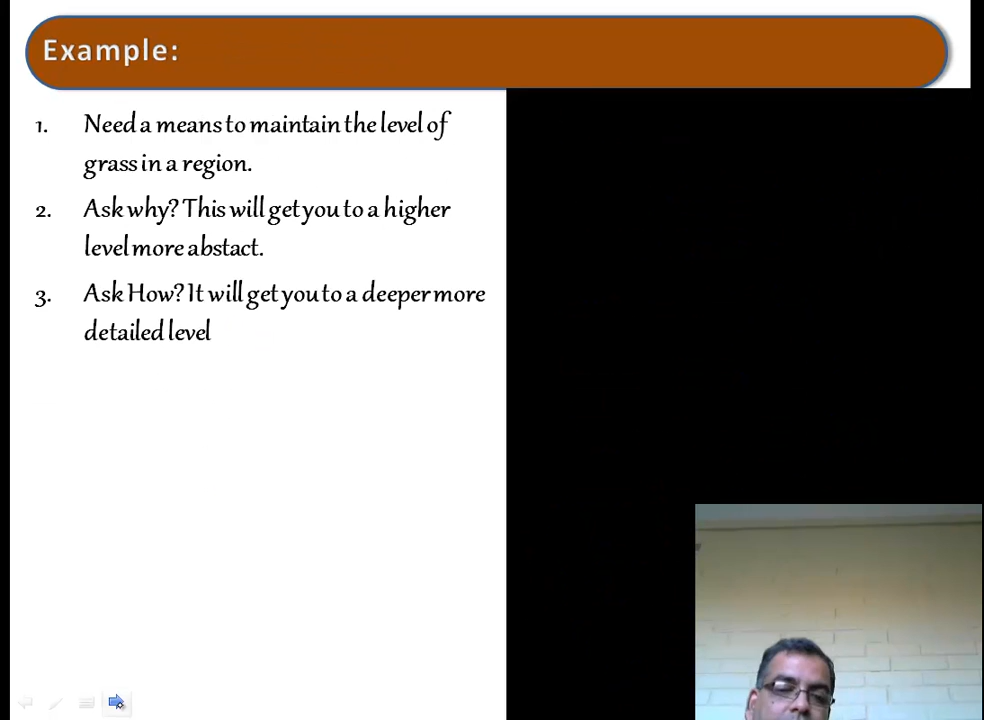 Example:
1. Need a means to maintain the level of
grass in a region.
2. Ask why? This will get you to a higher
level more abstact.
3. Ask How? It will get you to a deeper more
detailed level